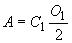 A = C₁ O₁/2